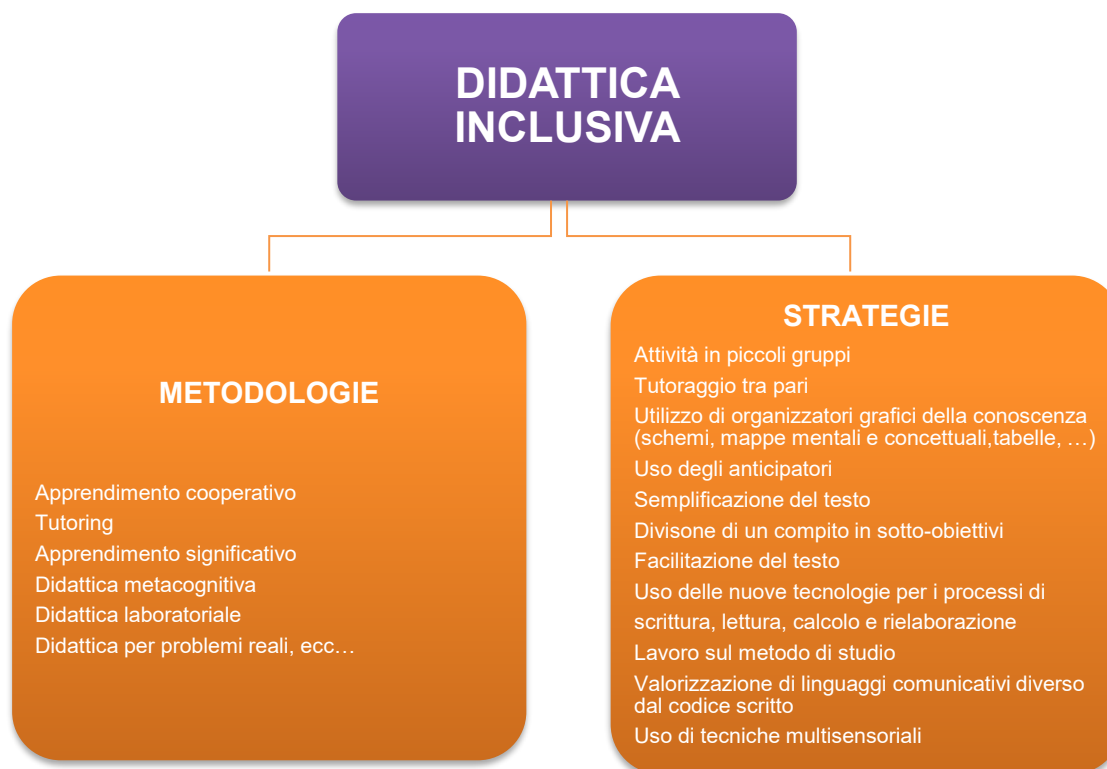 DIDATTICA
INCLUSIVA
METODOLOGIE
Apprendimento cooperativo
Tutoring
Apprendimento significativo
Didattica metacognitiva
Didattica laboratoriale
Didattica per problemi reali, ecc…
STRATEGIE
Attività in piccoli gruppi
Tutoraggio tra pari
Utilizzo di organizzatori grafici della conoscenza
(schemi, mappe mentali e concettuali,tabelle, …)
Uso degli anticipatori
Semplificazione del testo
Divisone di un compito in sotto-obiettivi
Facilitazione del testo
Uso delle nuove tecnologie per i processi di
scrittura, lettura, calcolo e rielaborazione
Lavoro sul metodo di studio
Valorizzazione di linguaggi comunicativi diverso
dal codice scritto
Uso di tecniche multisensoriali